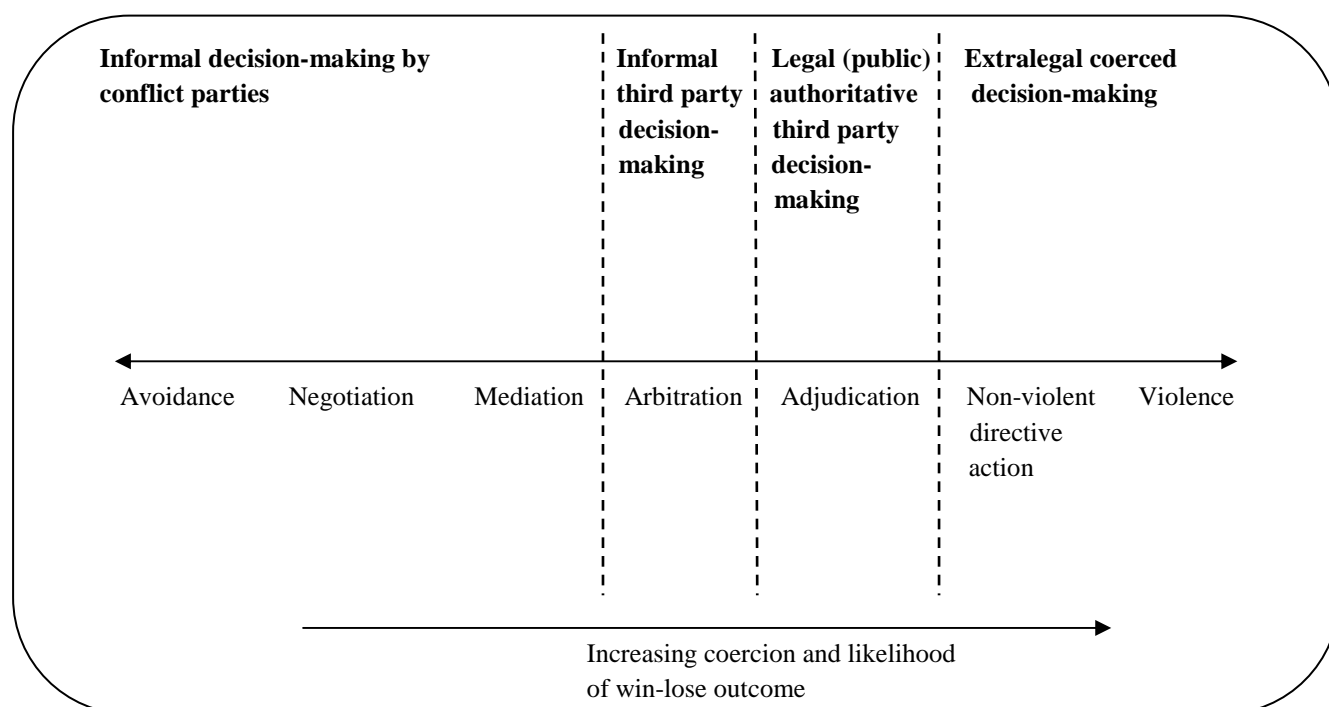 Informal decision-making by
conflict parties
Informal
third party
decision-
making
Legal (public)
authoritative
third party
decision-
making
Extralegal coerced
decision-making
Avoidance
Negotiation
Mediation
Arbitration
Adjudication
Non-violent
directive
action
Violence
Increasing coercion and likelihood
of win-lose outcome